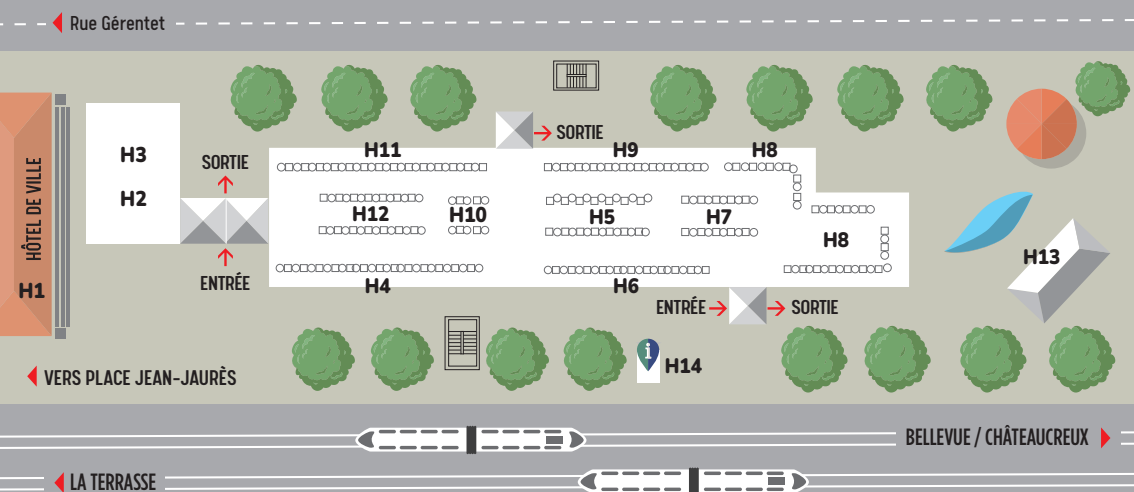 Rue Gérentet
SORTIE
H11
H9
H8
H3
SORTIE
H2
H12
H10
H5
H7
HÔTEL DE VILLE
H8
H13
ENTRÉE
H1
H4
H6
ENTRÉE
SORTIE
i
H14
VERS PLACE JEAN-JAURÈS
BELLEVUE / CHÂTEAUCREUX
LA TERRASSE